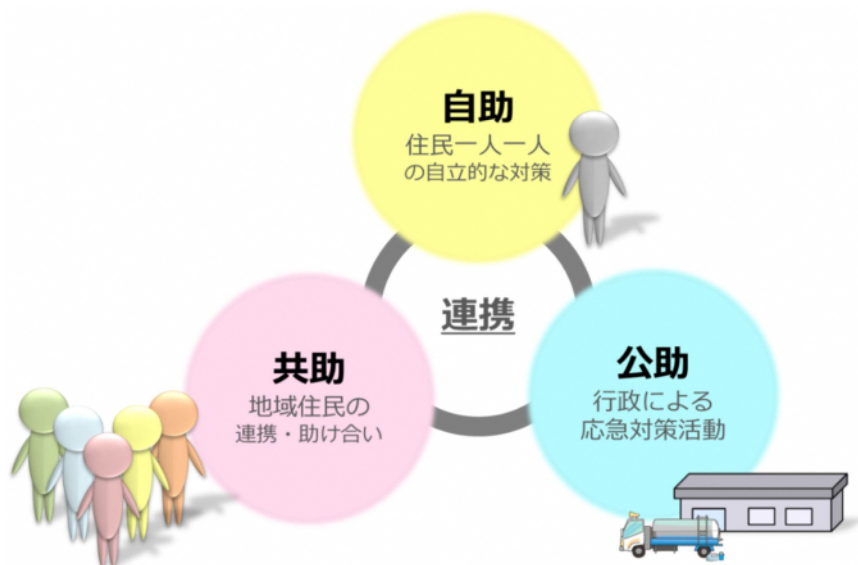 自助
住民一人一人
の自立的な対策
連携
共助
地域住民の
連携・助け合い
公助
行政による
応急対策活動